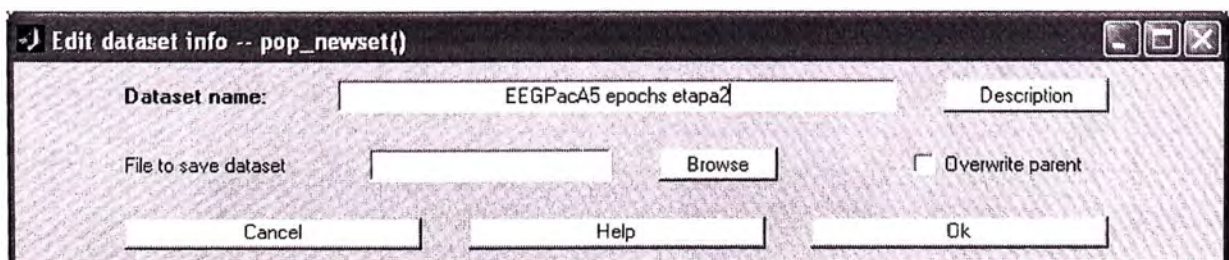 Edit dataset info -- pop_newset()
Dataset name: EEGPacA5 epochs etapa2 Description
File to save dataset Browse Overwrite parent
Cancel Help Ok